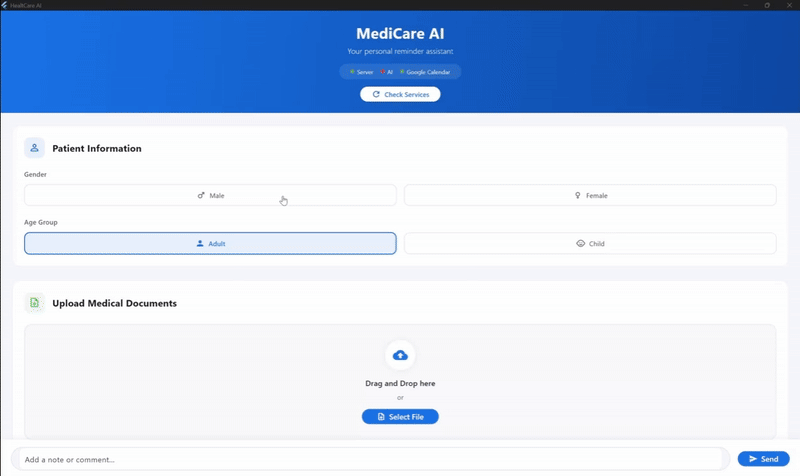 HealtCare AI
MediCare AI
Your personal reminder assistant
Server AI Google Calendar
Check Services
Patient Information
Gender
Male Female
Age Group
Adult Child
Upload Medical Documents
Drag and Drop here
or
Select File
Add a note or comment... Send